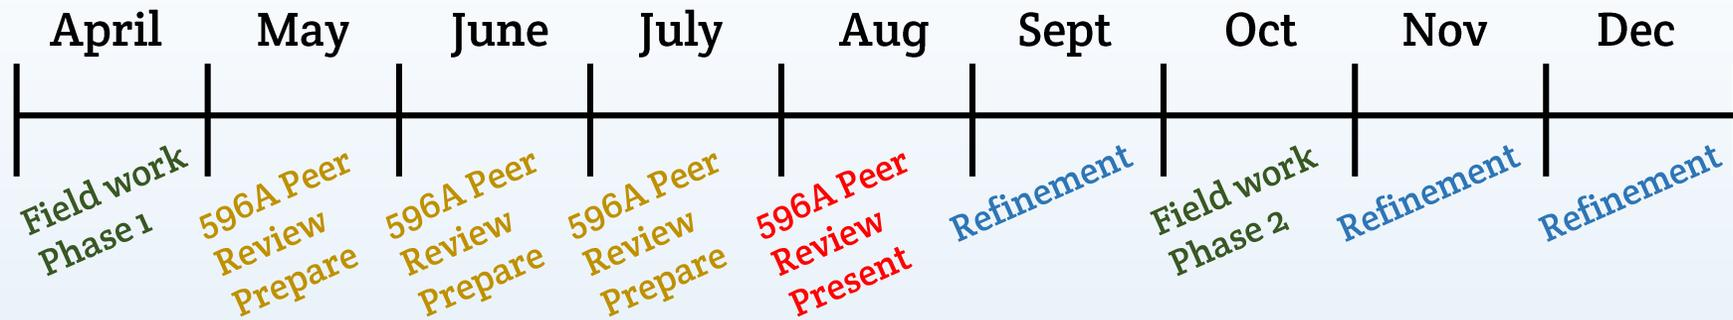 April May June July Aug Sept Oct Nov Dec
Field work
Phase 1
596A Peer
Review
Prepare
596A Peer
Review
Prepare
596A Peer
Review
Prepare
596A Peer
Review
Present
Refinement
Field work
Phase 2
Refinement
Refinement